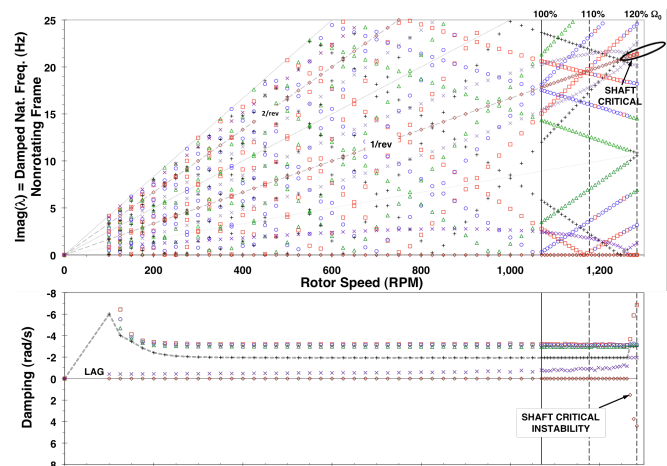 100% 110% 120% Ω₀
25
20
15
10
5
0
Imag(λ) = Damped Nat. Freq. (Hz)
Nonrotating Frame
2/rev
1/rev
SHAFT
CRITICAL
0 200 400 600 800 1,000 1,200
Rotor Speed (RPM)
-8
-6
-4
-2
0
2
4
6
8
Damping (rad/s)
LAG
SHAFT CRITICAL
INSTABILITY